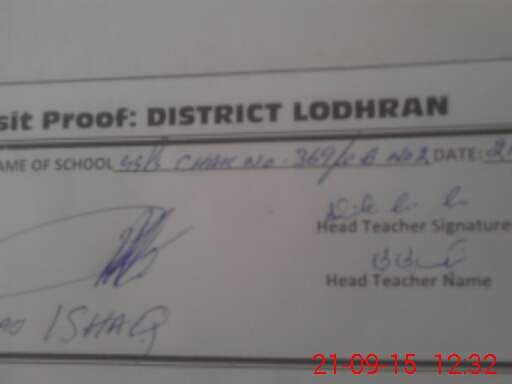 sit Proof: DISTRICT LODHRAN
AME OF SCHOOL CHAK No. 369 No 2 DATE: 2
Head Teacher Signature
Head Teacher Name
ISHAQ
21-09-15 12:32